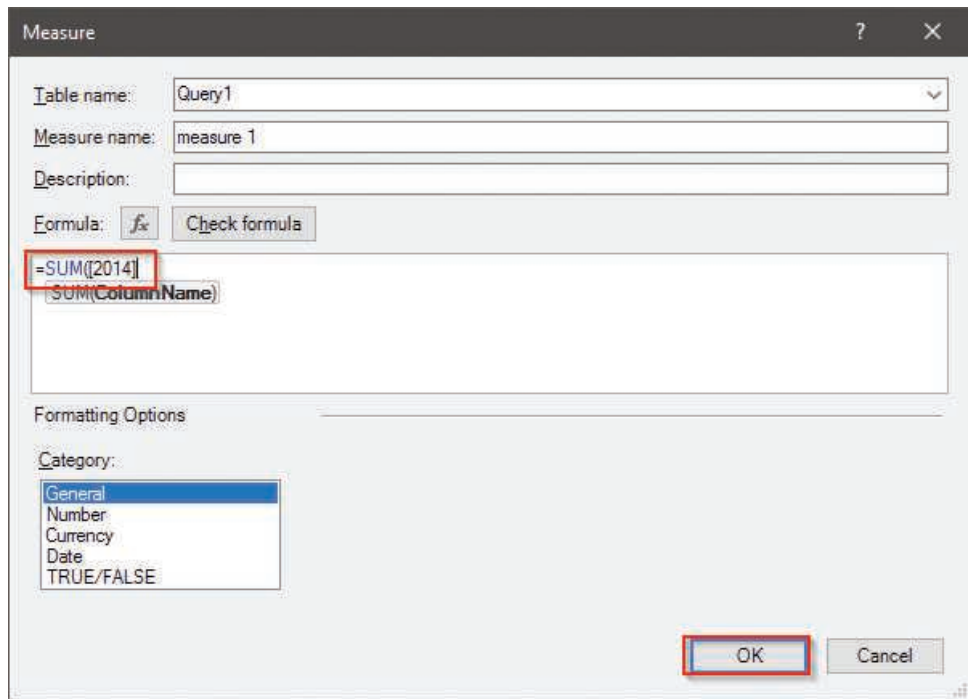 Measure ? ×
Table name: Query1
Measure name: measure 1
Description:
Formula: fx Check formula
=SUM([2014]
SUM(ColumnName)
Formatting Options
Category:
General
Number
Currency
Date
TRUE/FALSE
OK Cancel